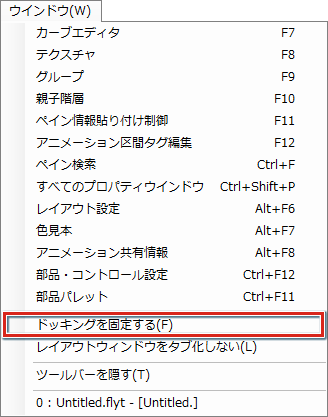 ウインドウ(W)
カーブエディタ F7
テクスチャ F8
グループ F9
親子階層 F10
ペイン情報貼り付け制御 F11
アニメーション区間タグ編集 F12
ペイン検索 Ctrl+F
すべてのプロパティウインドウ Ctrl+Shift+P
レイアウト設定 Alt+F6
色見本 Alt+F7
アニメーション共有情報 Alt+F8
部品・コントロール設定 Ctrl+F12
部品パレット Ctrl+F11
ドッキングを固定する(F)
レイアウトウィンドウをタブ化しない(L)
ツールバーを隠す(T)
0 : Untitled.flyt - [Untitled.]